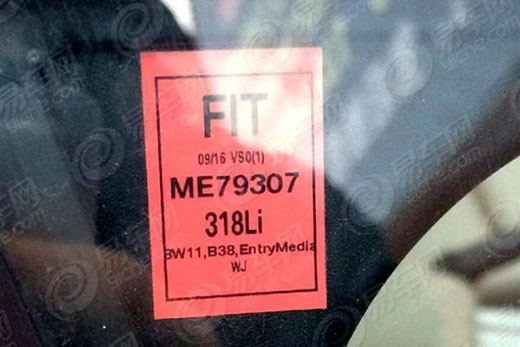 FIT
09/16 VS0(1)
ME79307
318Li
BW11,B38,EntryMedia
WJ